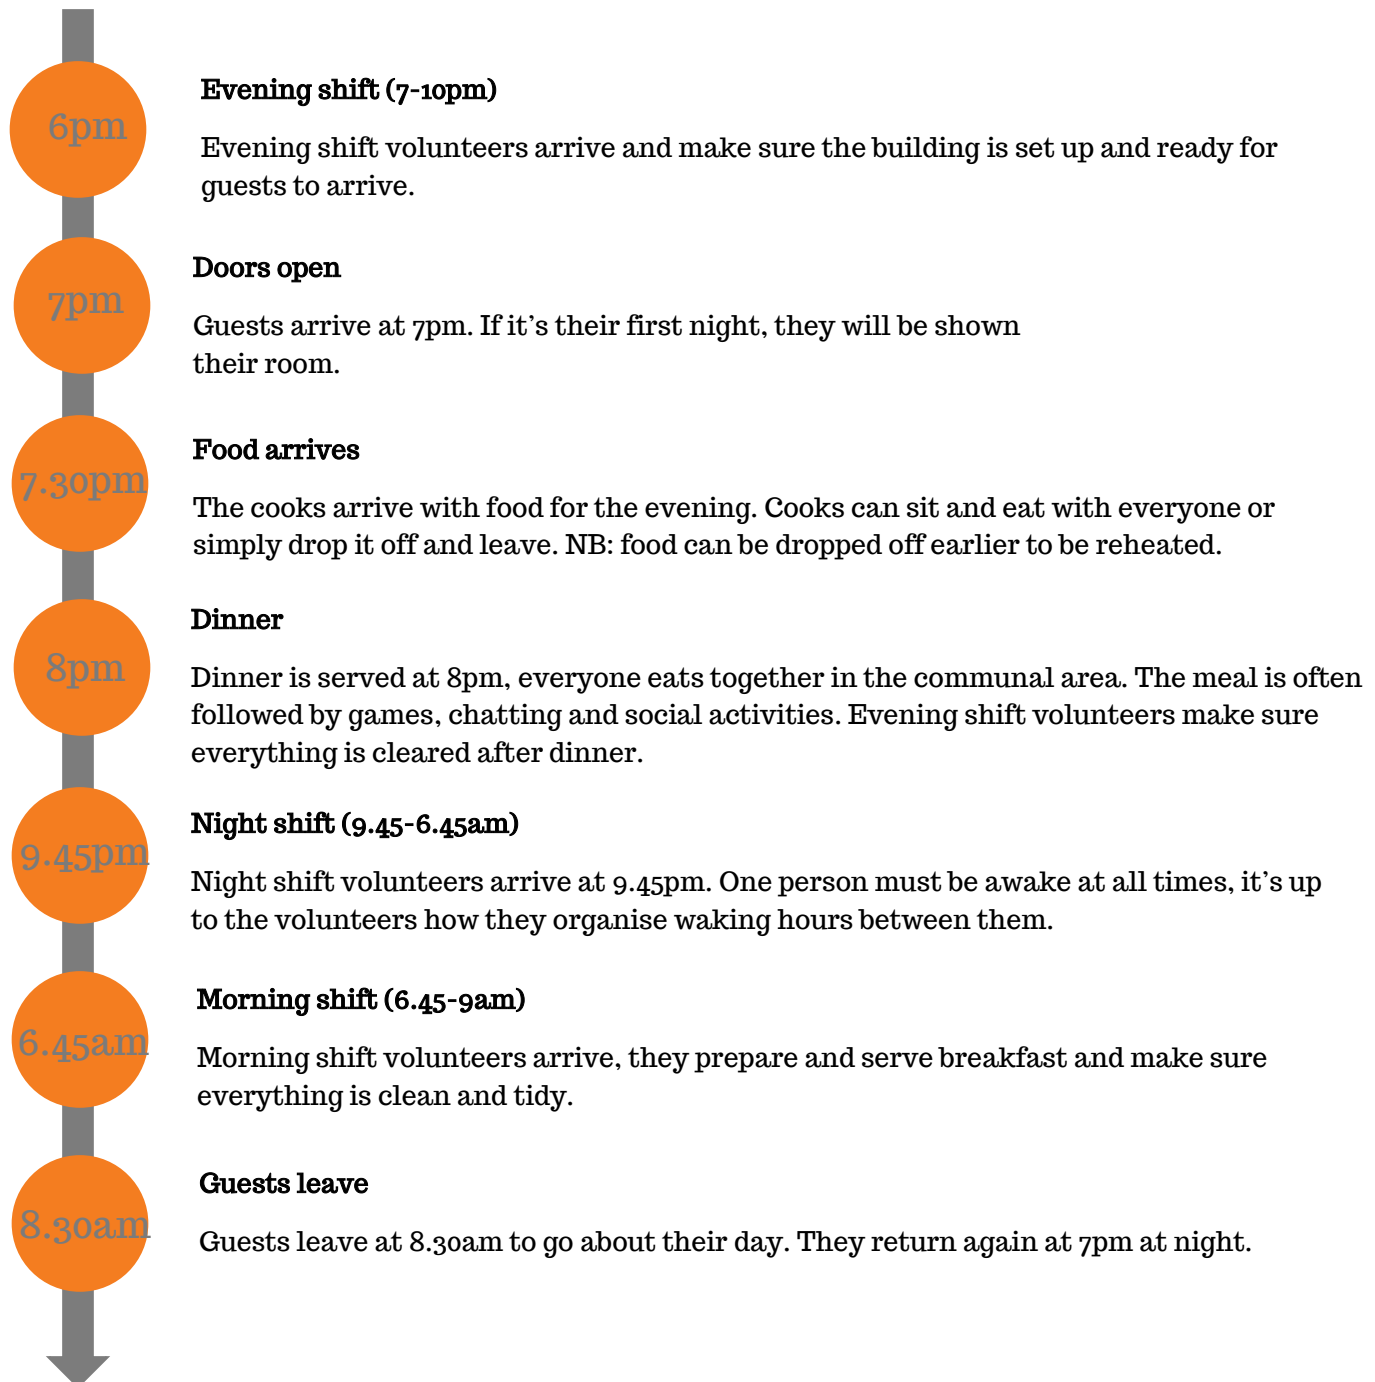 6pm
Evening shift (7-10pm)
Evening shift volunteers arrive and make sure the building is set up and ready for
guests to arrive.
7pm
Doors open
Guests arrive at 7pm. If it’s their first night, they will be shown
their room.
7.30pm
Food arrives
The cooks arrive with food for the evening. Cooks can sit and eat with everyone or
simply drop it off and leave. NB: food can be dropped off earlier to be reheated.
8pm
Dinner
Dinner is served at 8pm, everyone eats together in the communal area. The meal is often
followed by games, chatting and social activities. Evening shift volunteers make sure
everything is cleared after dinner.
9.45pm
Night shift (9.45-6.45am)
Night shift volunteers arrive at 9.45pm. One person must be awake at all times, it’s up
to the volunteers how they organise waking hours between them.
6.45am
Morning shift (6.45-9am)
Morning shift volunteers arrive, they prepare and serve breakfast and make sure
everything is clean and tidy.
8.30am
Guests leave
Guests leave at 8.30am to go about their day. They return again at 7pm at night.